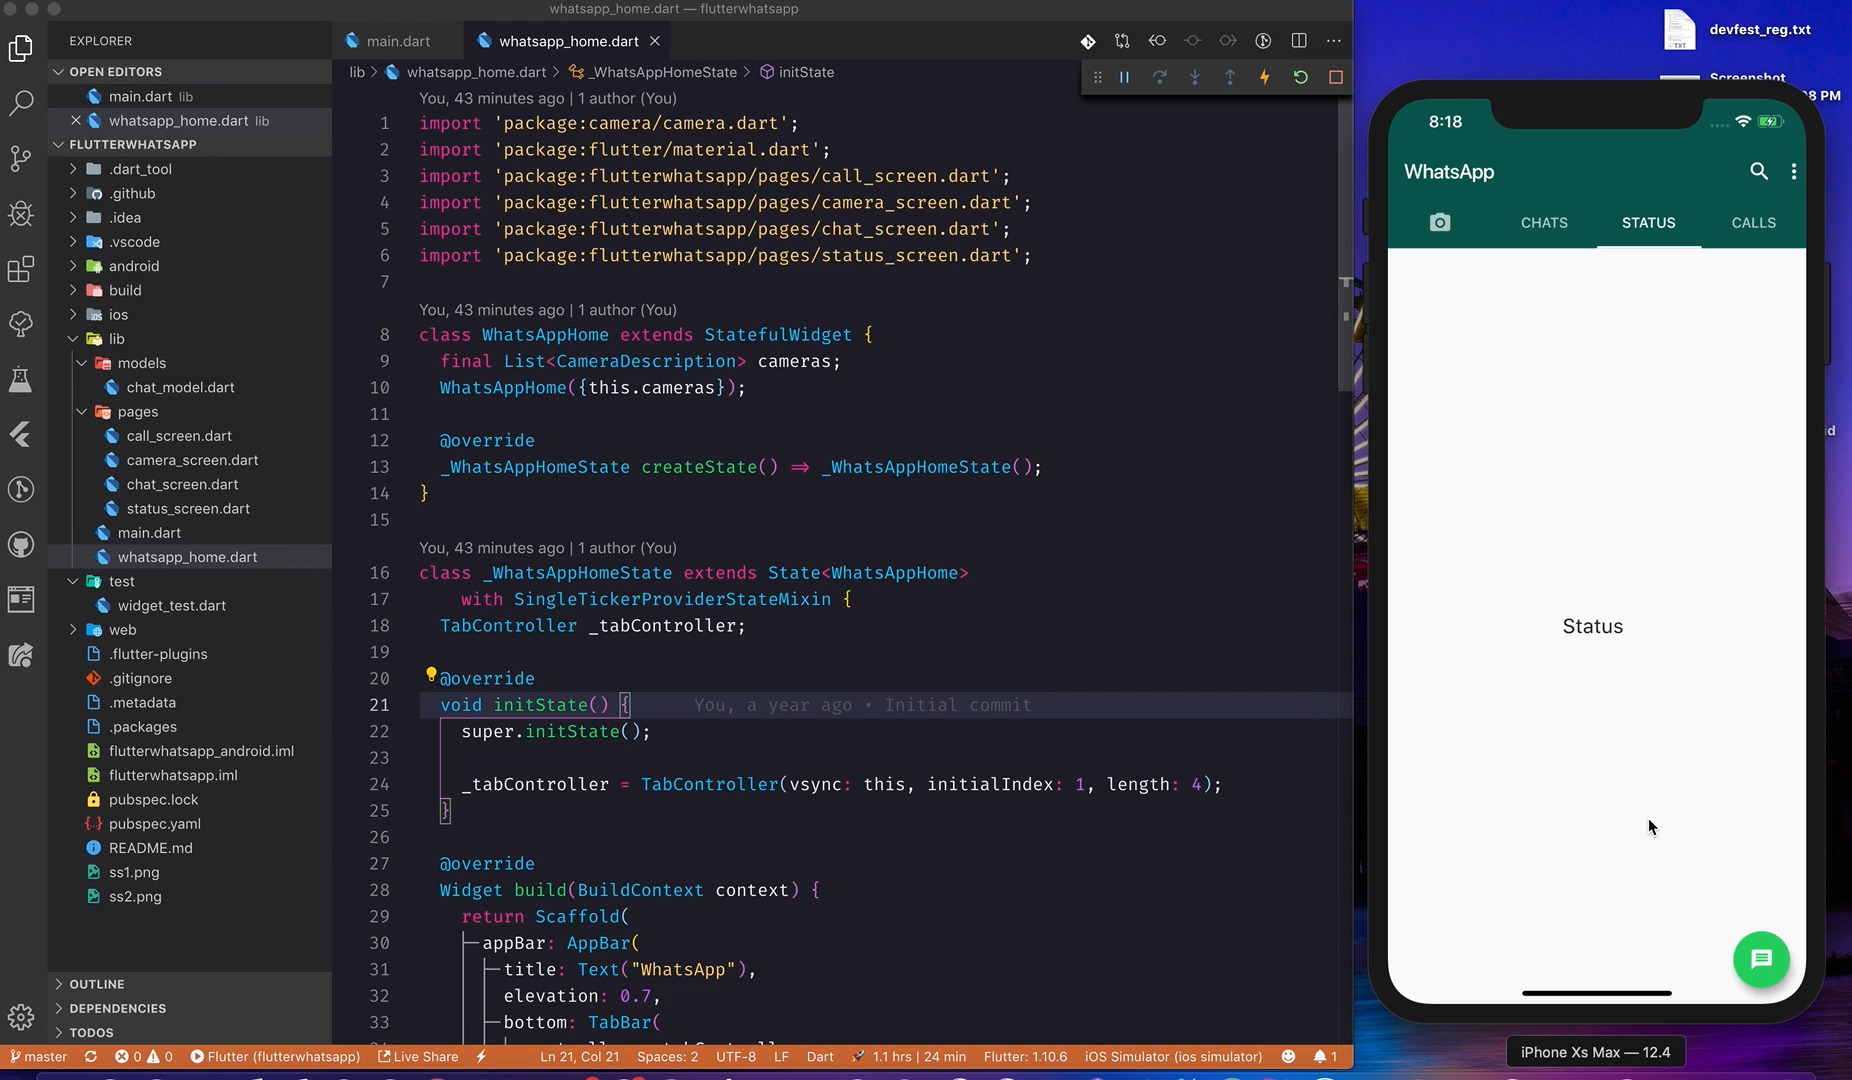 whatsapp_home.dart — flutterwhatsapp
EXPLORER
OPEN EDITORS
main.dart lib
whatsapp_home.dart lib
FLUTTERWHATSAPP
.dart_tool
.github
.idea
.vscode
android
build
ios
lib
models
chat_model.dart
pages
call_screen.dart
camera_screen.dart
chat_screen.dart
status_screen.dart
main.dart
whatsapp_home.dart
test
widget_test.dart
web
.flutter-plugins
.gitignore
.metadata
.packages
flutterwhatsapp_android.iml
flutterwhatsapp.iml
pubspec.lock
pubspec.yaml
README.md
ss1.png
ss2.png
OUTLINE
DEPENDENCIES
TODOS
main.dart
whatsapp_home.dart
lib > whatsapp_home.dart > _WhatsAppHomeState > initState
You, 43 minutes ago | 1 author (You)
1 import 'package:camera/camera.dart';
2 import 'package:flutter/material.dart';
3 import 'package:flutterwhatsapp/pages/call_screen.dart';
4 import 'package:flutterwhatsapp/pages/camera_screen.dart';
5 import 'package:flutterwhatsapp/pages/chat_screen.dart';
6 import 'package:flutterwhatsapp/pages/status_screen.dart';
7
You, 43 minutes ago | 1 author (You)
8 class WhatsAppHome extends StatefulWidget {
9 final List<CameraDescription> cameras;
10 WhatsAppHome({this.cameras});
11
12 @override
13 _WhatsAppHomeState createState() => _WhatsAppHomeState();
14 }
15
You, 43 minutes ago | 1 author (You)
16 class _WhatsAppHomeState extends State<WhatsAppHome>
17 with SingleTickerProviderStateMixin {
18 TabController _tabController;
19
20 @override
21 void initState() { You, a year ago • Initial commit
22 super.initState();
23
24 _tabController = TabController(vsync: this, initialIndex: 1, length: 4);
25 }
26
27 @override
28 Widget build(BuildContext context) {
29 return Scaffold(
30 appBar: AppBar(
31 title: Text("WhatsApp"),
32 elevation: 0.7,
33 bottom: TabBar(
master
0 0
Flutter (flutterwhatsapp)
Live Share
Ln 21, Col 21
Spaces: 2
UTF-8
LF
Dart
1.1 hrs | 24 min
Flutter: 1.10.6
iOS Simulator (ios simulator)
1
devfest_reg.txt
Screenshot
8 PM
id
8:18
WhatsApp
CHATS
STATUS
CALLS
Status
iPhone Xs Max — 12.4